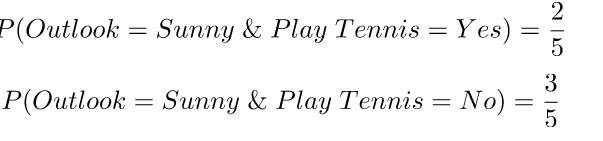 P(Outlook = Sunny & Play Tennis = Yes) = 2/5
P(Outlook = Sunny & Play Tennis = No) = 3/5